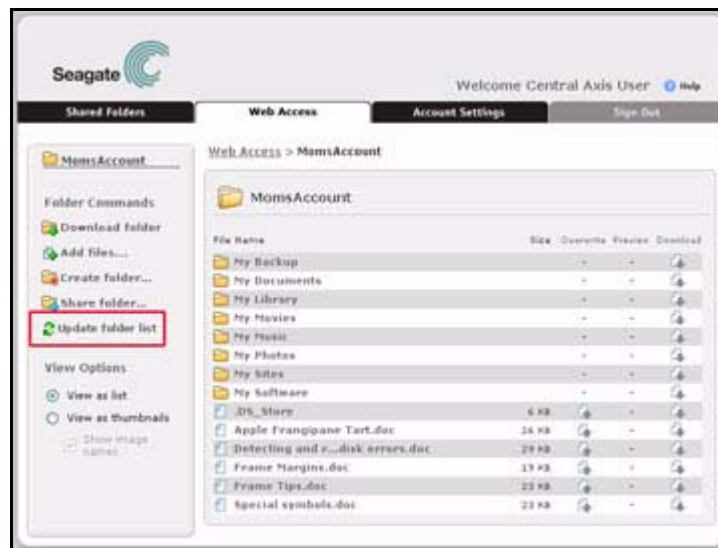 Seagate
Welcome Central Axis User Help
Shared Folders Web Access Account Settings Sign Out
MomsAccount
Folder Commands
Download folder
Add files...
Create folder...
Share folder...
Update folder list
View Options
View as list
View as thumbnails
Show image names
Web Access > MomsAccount
MomsAccount
File Name Size Overwrite Preview Download
My Backup - -
My Documents - -
My Library - -
My Movies - -
My Music - -
My Photos - -
My Sites - -
My Software - -
.DS_Store 6 KB -
Apple Frangipane Tart.doc 26 KB -
Detecting and r...disk errors.doc 29 KB -
Frame Margins.doc 19 KB -
Frame Tips.doc 23 KB -
Special symbols.doc 23 KB -